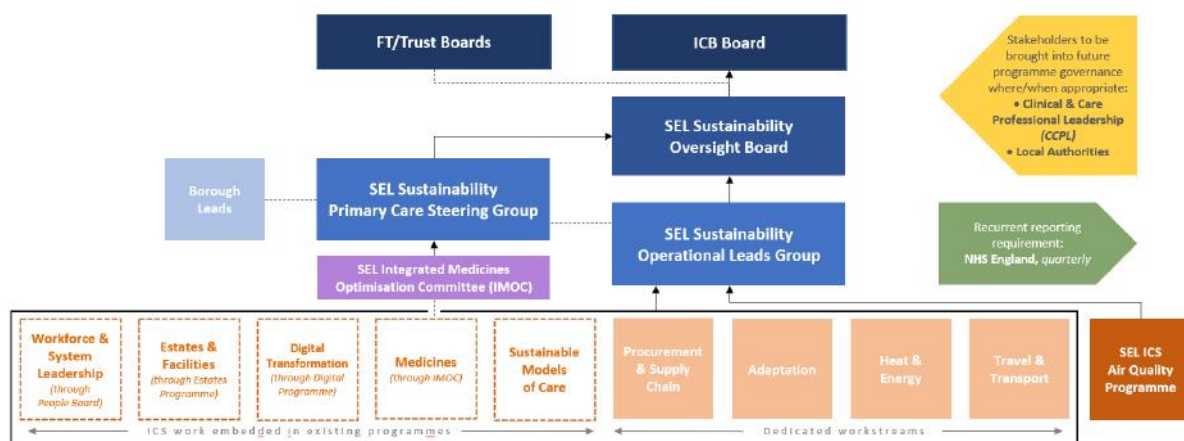 FT/Trust Boards
ICB Board
Stakeholders to be
brought into future
programme governance
where/when appropriate:
• Clinical & Care
Professional Leadership
(CCPL)
• Local Authorities
SEL Sustainability
Oversight Board
Borough
Leads
SEL Sustainability
Primary Care Steering Group
SEL Sustainability
Operational Leads Group
Recurrent reporting
requirement:
NHS England, quarterly
SEL Integrated Medicines
Optimisation Committee (IMOC)
Workforce &
System
Leadership
(through
People Board)
Estates &
Facilities
(through Estates
Programme)
Digital
Transformation
(through Digital
Programme)
Medicines
(through IMOC)
Sustainable
Models
of Care
Procurement
& Supply
Chain
Adaptation
Heat &
Energy
Travel &
Transport
SEL ICS
Air Quality
Programme
ICS work embedded in existing programmes
Dedicated workstreams